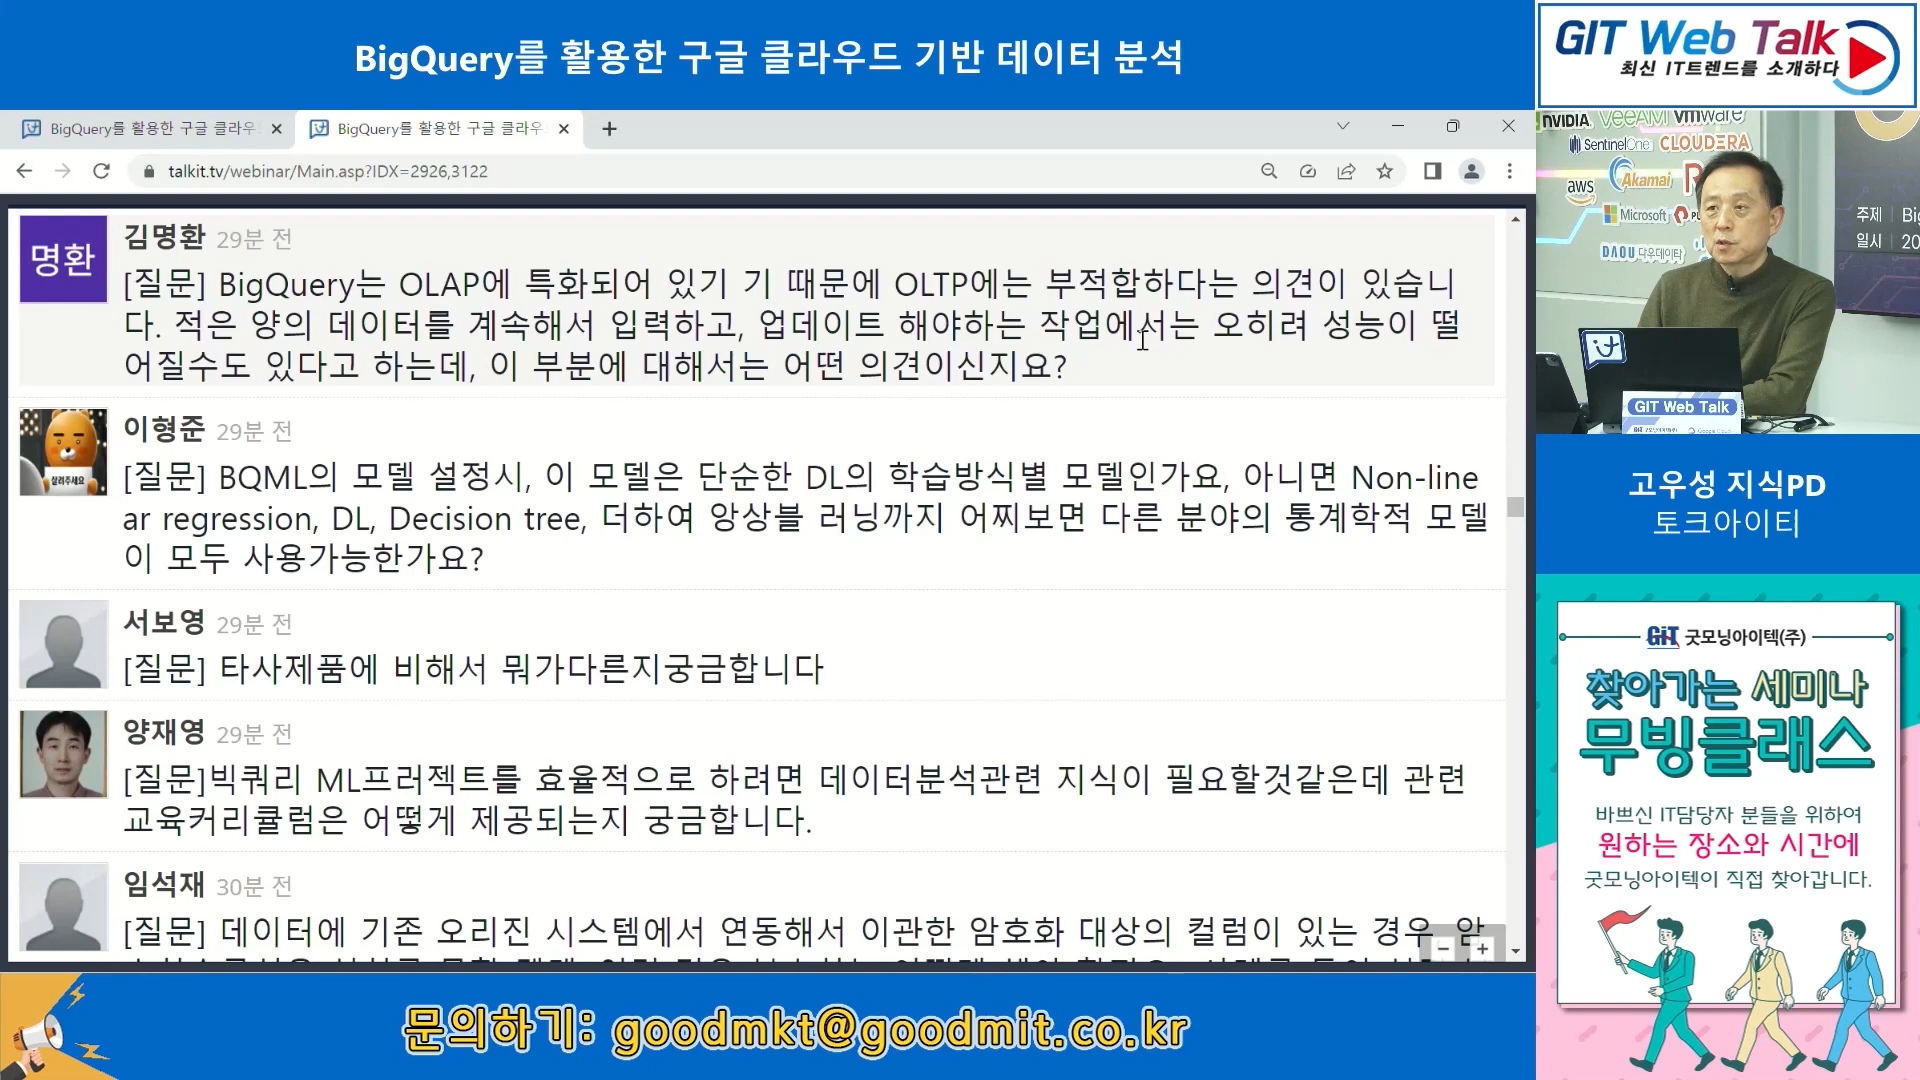 BigQuery를 활용한 구글 클라우드 기반 데이터 분석
GIT Web Talk
최신 IT트렌드를 소개하다
BigQuery를 활용한 구글 클라우
BigQuery를 활용한 구글 클라우
talkit.tv/webinar/Main.asp?IDX=2926,3122
명환
김명환 29분 전
[질문] BigQuery는 OLAP에 특화되어 있기 기 때문에 OLTP에는 부적합하다는 의견이 있습니
다. 적은 양의 데이터를 계속해서 입력하고, 업데이트 해야하는 작업에서는 오히려 성능이 떨
어질수도 있다고 하는데, 이 부분에 대해서는 어떤 의견이신지요?
살려주세요
이형준 29분 전
[질문] BQML의 모델 설정시, 이 모델은 단순한 DL의 학습방식별 모델인가요, 아니면 Non-line
ar regression, DL, Decision tree, 더하여 앙상블 러닝까지 어찌보면 다른 분야의 통계학적 모델
이 모두 사용가능한가요?
서보영 29분 전
[질문] 타사제품에 비해서 뭐가다른지궁금합니다
양재영 29분 전
[질문]빅쿼리 ML프러젝트를 효율적으로 하려면 데이터분석관련 지식이 필요할것같은데 관련
교육커리큘럼은 어떻게 제공되는지 궁금합니다.
임석재 30분 전
[질문] 데이터에 기존 오리진 시스템에서 연동해서 이관한 암호화 대상의 컬럼이 있는 경우 암
NVIDIA veeAM vmware
SentinelOne CLOUDERA
aws Akamai
Microsoft
DAOU 다우데이타
주제 Bi
일시 20
it
GIT Web Talk
고우성 지식PD
토크아이티
GIT 굿모닝아이텍(주)
찾아가는 세미나
무빙클래스
바쁘신 IT담당자 분들을 위하여
원하는 장소와 시간에
굿모닝아이텍이 직접 찾아갑니다.
문의하기: goodmkt@goodmit.co.kr